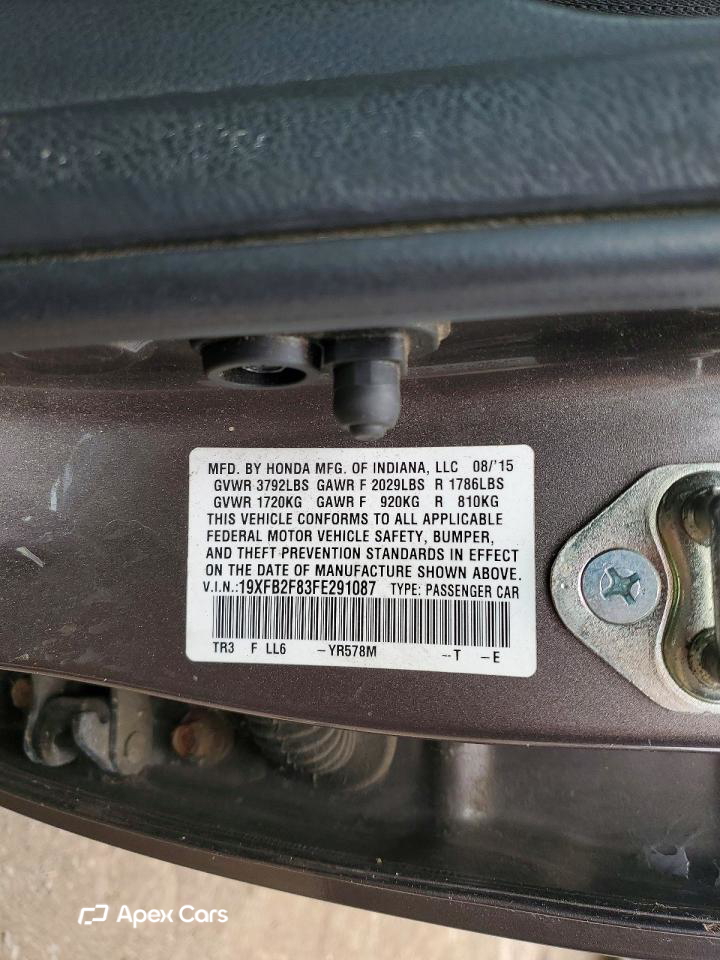 MFD. BY HONDA MFG. OF INDIANA, LLC 08/'15
GVWR 3792LBS GAWR F 2029LBS R 1786LBS
GVWR 1720KG GAWR F 920KG R 810KG
THIS VEHICLE CONFORMS TO ALL APPLICABLE
FEDERAL MOTOR VEHICLE SAFETY, BUMPER,
AND THEFT PREVENTION STANDARDS IN EFFECT
ON THE DATE OF MANUFACTURE SHOWN ABOVE.
V.I.N.:19XFB2F83FE291087 TYPE: PASSENGER CAR
TR3 F LL6 -YR578M --T -E
Apex Cars